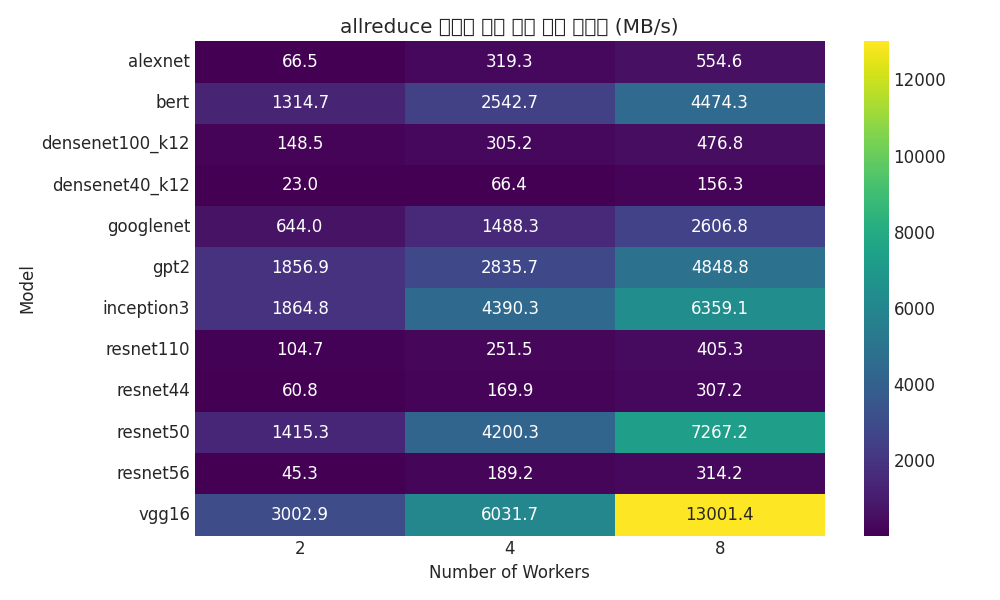 allreduce (MB/s)
alexnet 66.5 319.3 554.6
bert 1314.7 2542.7 4474.3
densenet100_k12 148.5 305.2 476.8
densenet40_k12 23.0 66.4 156.3
googlenet 644.0 1488.3 2606.8
gpt2 1856.9 2835.7 4848.8
inception3 1864.8 4390.3 6359.1
resnet110 104.7 251.5 405.3
resnet44 60.8 169.9 307.2
resnet50 1415.3 4200.3 7267.2
resnet56 45.3 189.2 314.2
vgg16 3002.9 6031.7 13001.4
2 4 8
Number of Workers
Model
12000
10000
8000
6000
4000
2000